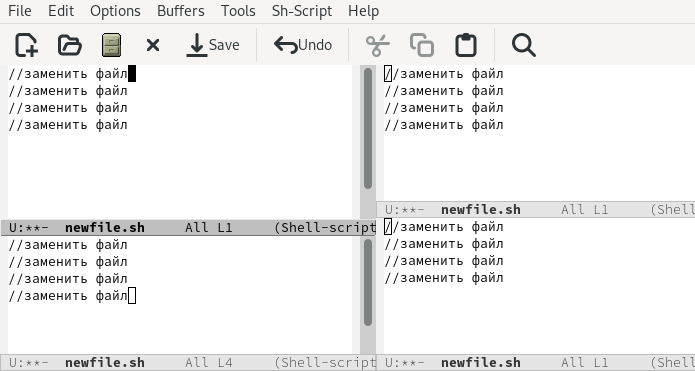 File Edit Options Buffers Tools Sh-Script Help
Save Undo
//заменить файл
//заменить файл
//заменить файл
//заменить файл
U:**- newfile.sh All L1 (Shell-script
//заменить файл
//заменить файл
//заменить файл
//заменить файл
U:**- newfile.sh All L4 (Shell-script
//заменить файл
//заменить файл
//заменить файл
//заменить файл
U:**- newfile.sh All L1 (Shell
//заменить файл
//заменить файл
//заменить файл
//заменить файл
U:**- newfile.sh All L1 (Shell